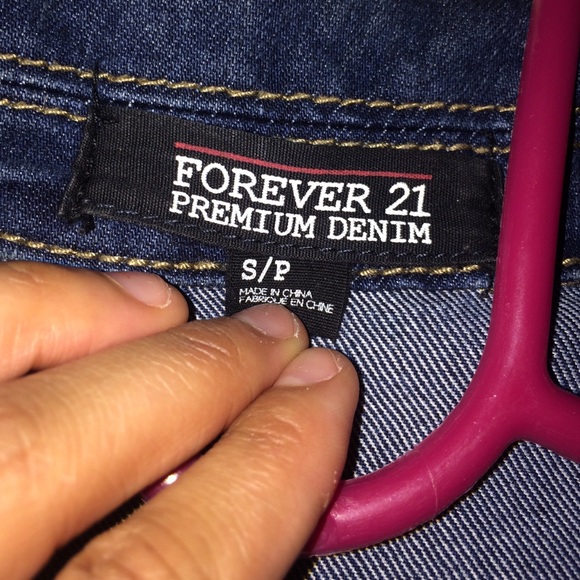 FOREVER 21
PREMIUM DENIM
S/P
MADE IN CHINA
FABRIQUÉ EN CHINE